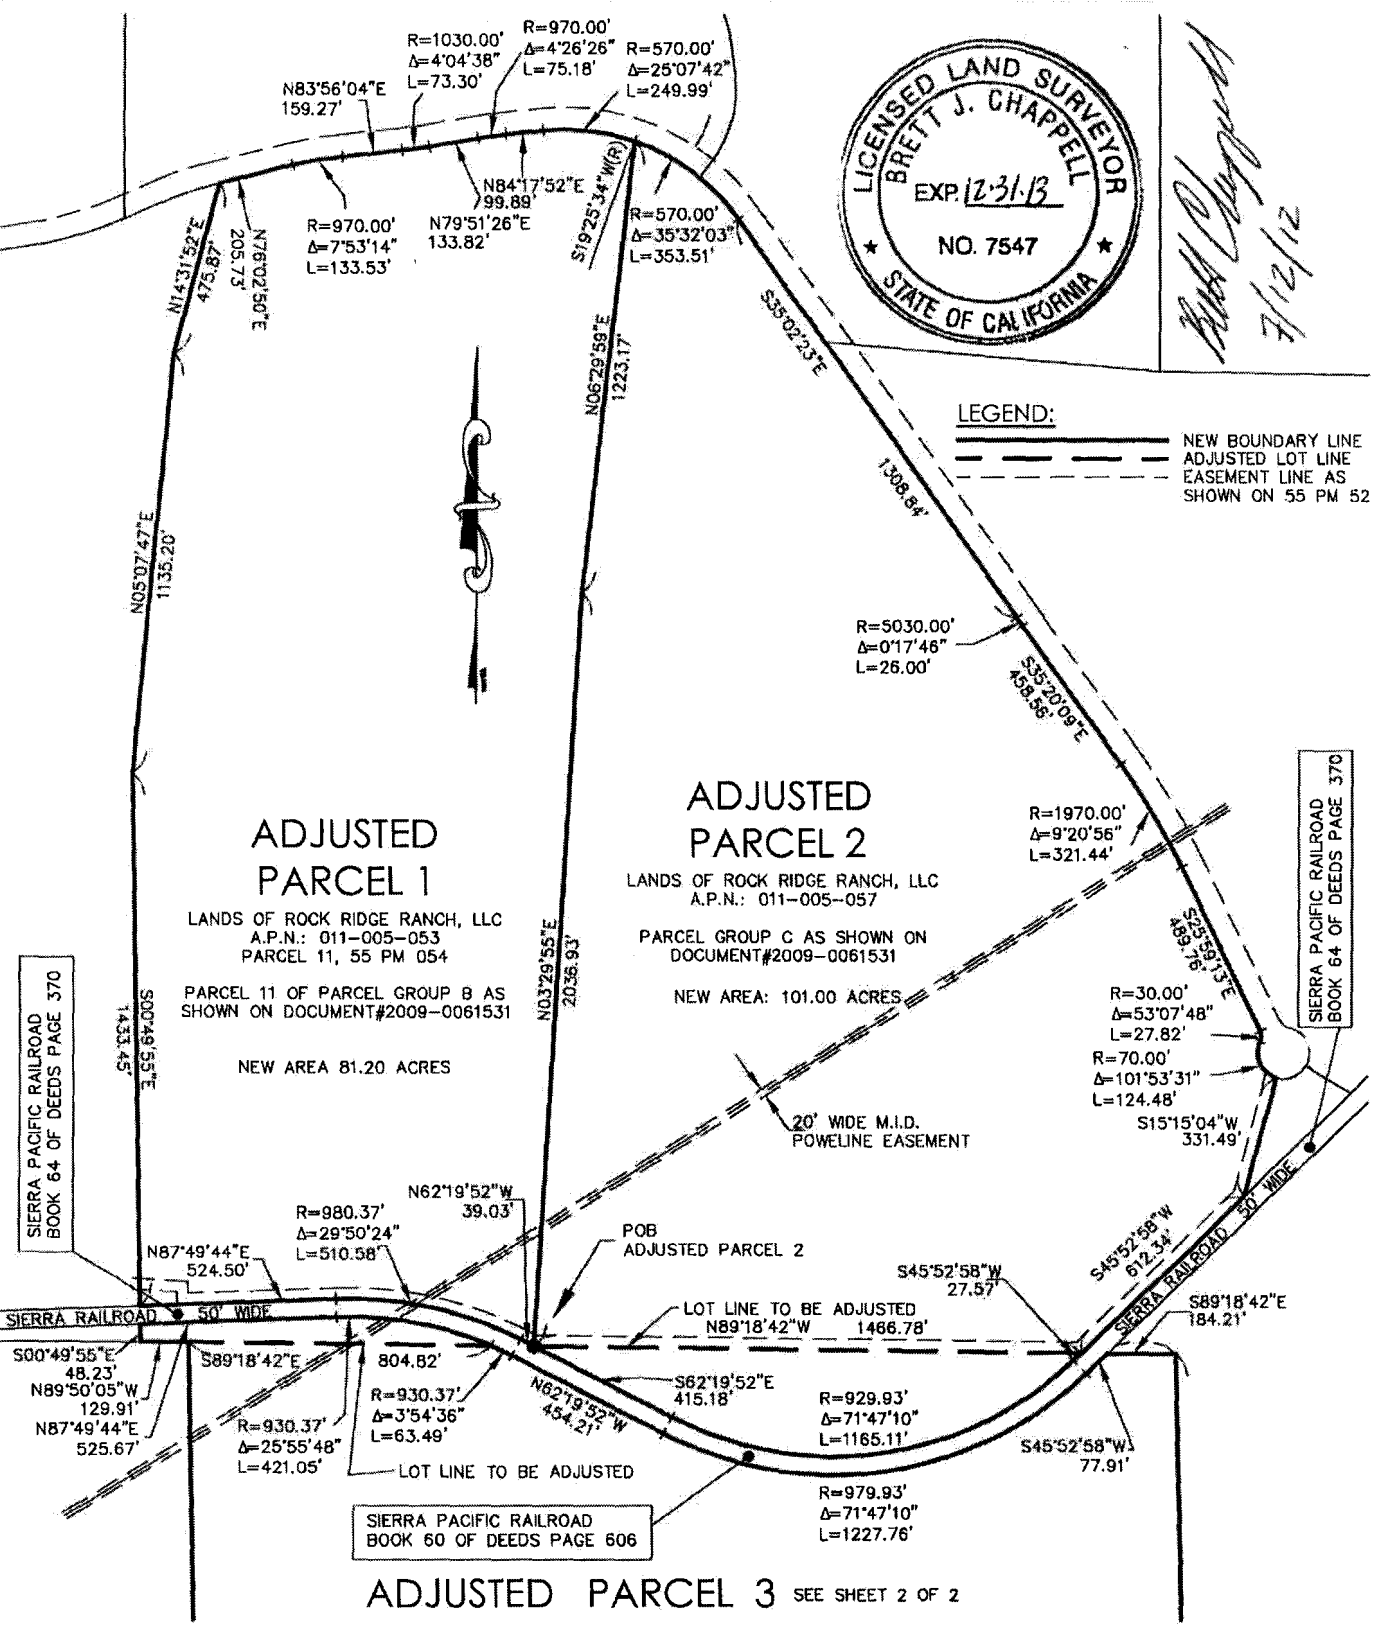 R=1030.00'
Δ=4°04'38"
L=73.30'
R=970.00'
Δ=4°26'26"
L=75.18'
R=570.00'
Δ=25°07'42"
L=249.99'
N83°56'04"E
159.27'
N14°31'52"E
475.87'
N76°02'50"E
205.73'
R=970.00'
Δ=7°53'14"
L=133.53'
N84°17'52"E
99.89'
N79°51'26"E
133.82'
S19°25'34"W(R)
R=570.00'
Δ=35°32'03"
L=353.51'
LICENSED LAND SURVEYOR
BRETT J. CHAPPELL
EXP. 12-31-13
NO. 7547
STATE OF CALIFORNIA
7/12/12
LEGEND:
NEW BOUNDARY LINE
ADJUSTED LOT LINE
EASEMENT LINE AS
SHOWN ON 55 PM 52
S35°02'23"E
1308.84'
N06°29'59"E
1223.17'
N05°07'47"E
1135.20'
R=5030.00'
Δ=0°17'46"
L=26.00'
S35°20'09"E
458.56'
ADJUSTED
PARCEL 1
LANDS OF ROCK RIDGE RANCH, LLC
A.P.N.: 011-005-053
PARCEL 11, 55 PM 054
PARCEL 11 OF PARCEL GROUP B AS
SHOWN ON DOCUMENT#2009-0061531
NEW AREA 81.20 ACRES
ADJUSTED
PARCEL 2
LANDS OF ROCK RIDGE RANCH, LLC
A.P.N.: 011-005-057
PARCEL GROUP C AS SHOWN ON
DOCUMENT#2009-0061531
NEW AREA: 101.00 ACRES
R=1970.00'
Δ=9°20'56"
L=321.44'
SIERRA PACIFIC RAILROAD
BOOK 64 OF DEEDS PAGE 370
S25°59'13"E
489.76'
N03°29'55"E
2036.93'
S00°49'55"E
1433.45'
SIERRA PACIFIC RAILROAD
BOOK 64 OF DEEDS PAGE 370
R=30.00'
Δ=53°07'48"
L=27.82'
R=70.00'
Δ=101°53'31"
L=124.48'
S15°15'04"W
331.49'
20' WIDE M.I.D.
POWELINE EASEMENT
N62°19'52"W
39.03'
R=980.37'
Δ=29°50'24"
L=510.58'
N87°49'44"E
524.50'
POB
ADJUSTED PARCEL 2
S45°52'58"W
27.57'
S45°52'58"W
612.34'
SIERRA RAILROAD 50' WIDE
S89°18'42"E
184.21'
LOT LINE TO BE ADJUSTED
N89°18'42"W 1466.78'
SIERRA RAILROAD 50' WIDE
S00°49'55"E
48.23'
N89°50'05"W
129.91'
N87°49'44"E
525.67'
S89°18'42"E 804.82'
R=930.37'
Δ=25°55'48"
L=421.05'
R=930.37'
Δ=3°54'36"
L=63.49'
N62°19'52"W
454.21'
S62°19'52"E
415.18'
R=929.93'
Δ=71°47'10"
L=1165.11'
S45°52'58"W
77.91'
LOT LINE TO BE ADJUSTED
R=979.93'
Δ=71°47'10"
L=1227.76'
SIERRA PACIFIC RAILROAD
BOOK 60 OF DEEDS PAGE 606
ADJUSTED PARCEL 3 SEE SHEET 2 OF 2